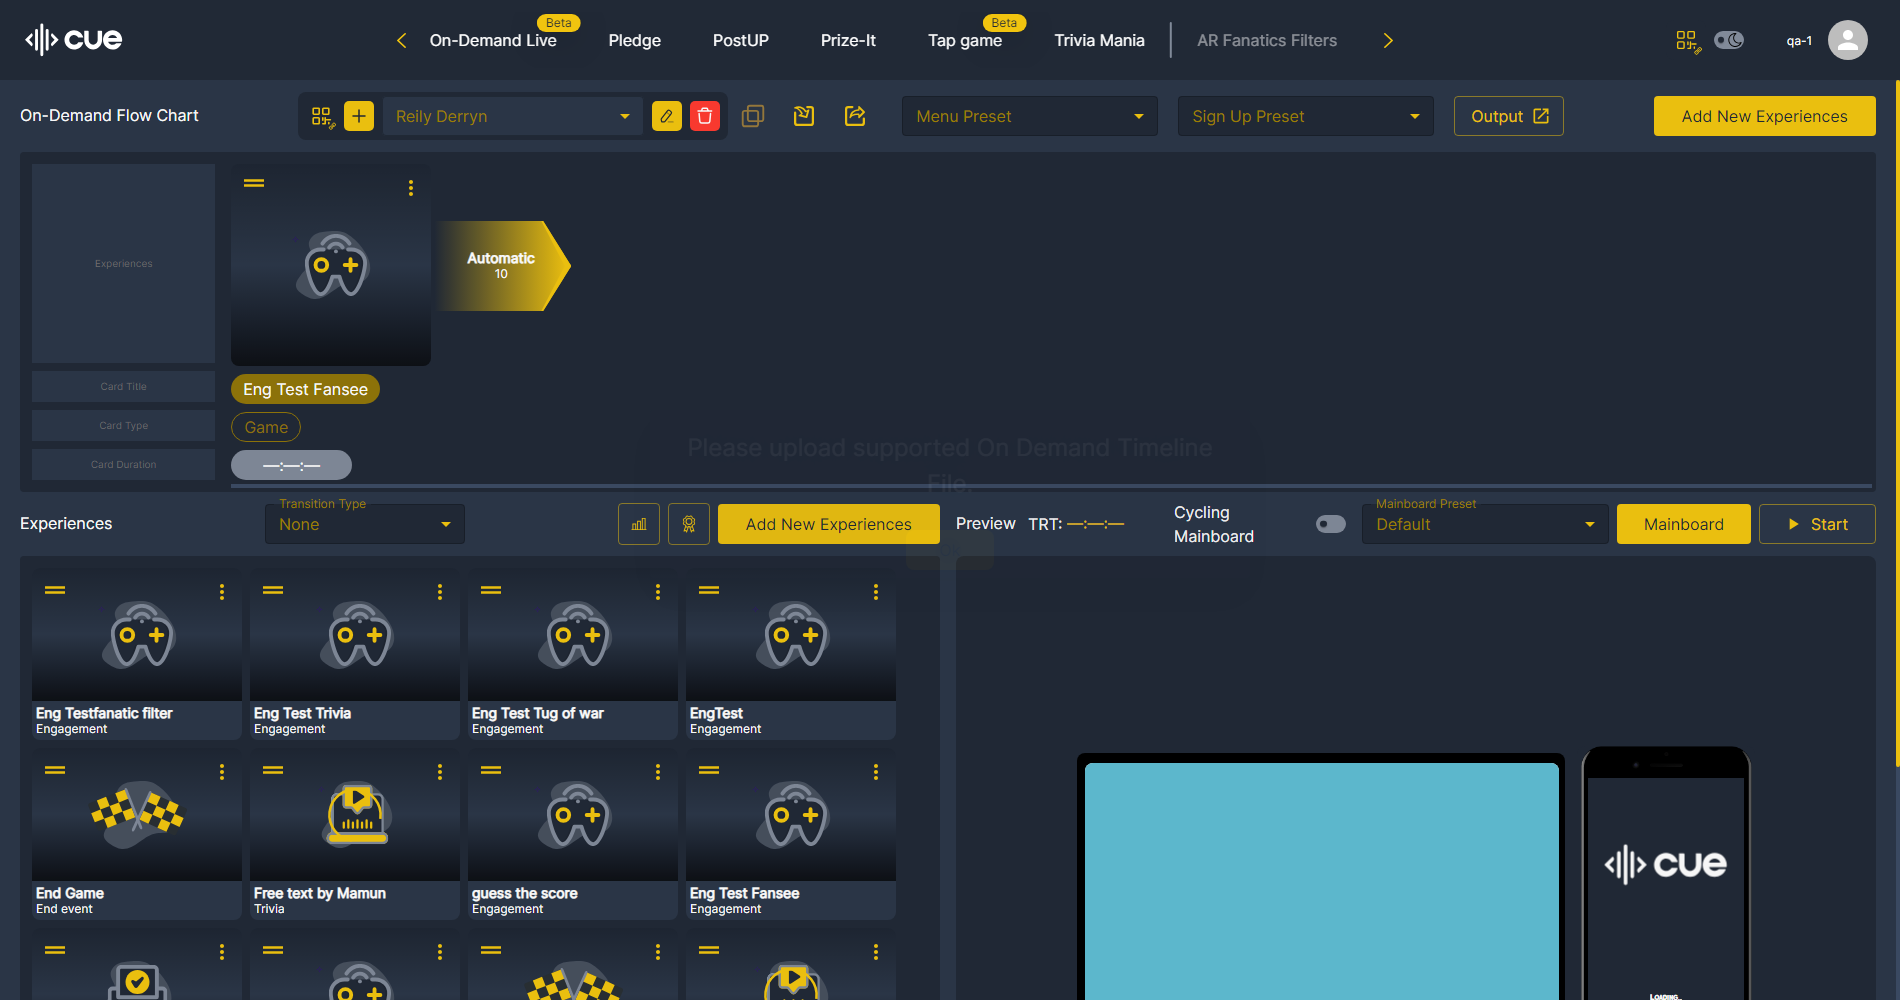 cue
On-Demand Live
Beta
Pledge
PostUP
Prize-It
Tap game
Beta
Trivia Mania
AR Fanatics Filters
qa-1
On-Demand Flow Chart
Reily Derryn
Menu Preset
Sign Up Preset
Output
Add New Experiences
Experiences
Automatic
10
Card Title
Eng Test Fansee
Card Type
Game
Card Duration
—:—:—
Please upload supported On Demand Timeline
File.
Experiences
Transition Type
None
Add New Experiences
Preview
TRT: —:—:—
Cycling
Mainboard
Mainboard Preset
Default
Mainboard
Start
Eng Testfanatic filter
Engagement
Eng Test Trivia
Engagement
Eng Test Tug of war
Engagement
EngTest
Engagement
End Game
End event
Free text by Mamun
Trivia
guess the score
Engagement
Eng Test Fansee
Engagement
cue
LOADING...